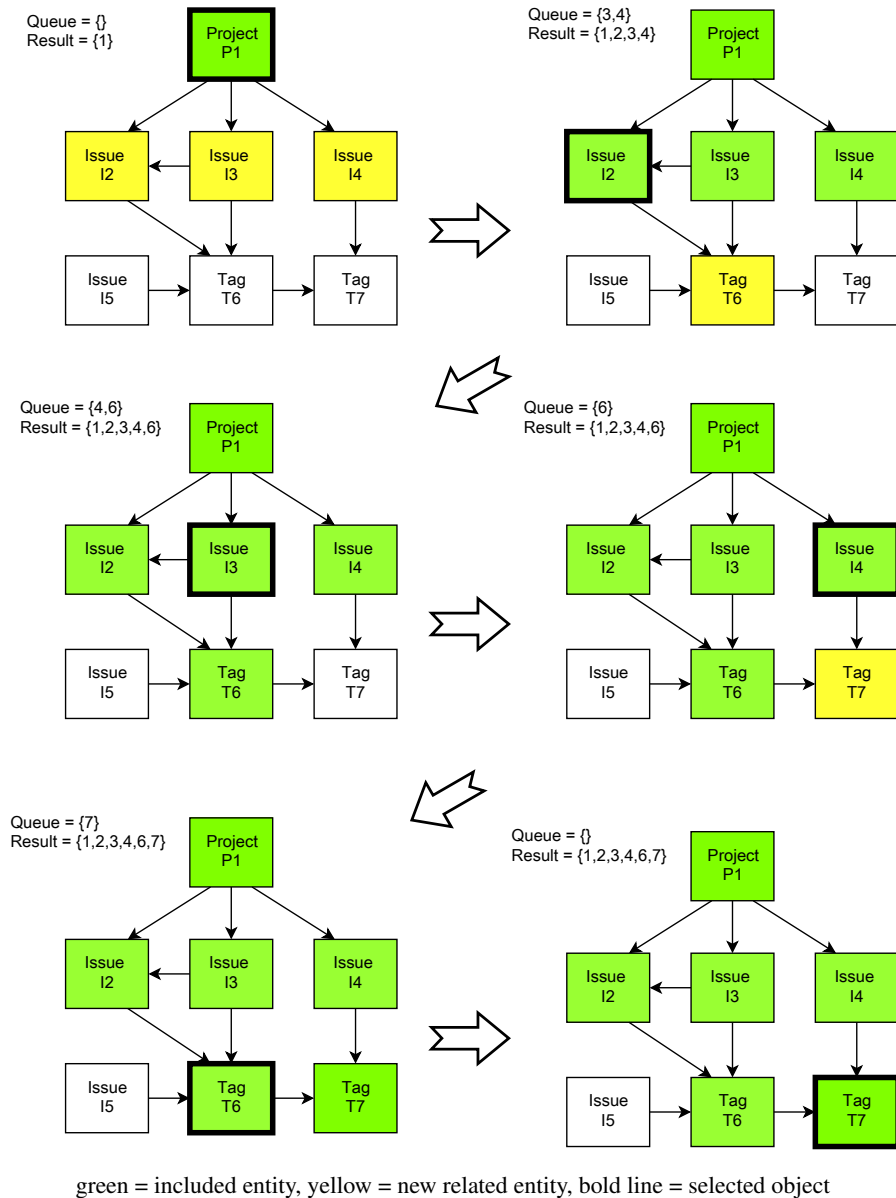 Queue = {}
Result = {1}
Project
P1
Issue
I2
Issue
I3
Issue
I4
Issue
I5
Tag
T6
Tag
T7
Queue = {3,4}
Result = {1,2,3,4}
Project
P1
Issue
I2
Issue
I3
Issue
I4
Issue
I5
Tag
T6
Tag
T7
Queue = {4,6}
Result = {1,2,3,4,6}
Project
P1
Issue
I2
Issue
I3
Issue
I4
Issue
I5
Tag
T6
Tag
T7
Queue = {6}
Result = {1,2,3,4,6}
Project
P1
Issue
I2
Issue
I3
Issue
I4
Issue
I5
Tag
T6
Tag
T7
Queue = {7}
Result = {1,2,3,4,6,7}
Project
P1
Issue
I2
Issue
I3
Issue
I4
Issue
I5
Tag
T6
Tag
T7
Queue = {}
Result = {1,2,3,4,6,7}
Project
P1
Issue
I2
Issue
I3
Issue
I4
Issue
I5
Tag
T6
Tag
T7
green = included entity, yellow = new related entity, bold line = selected object